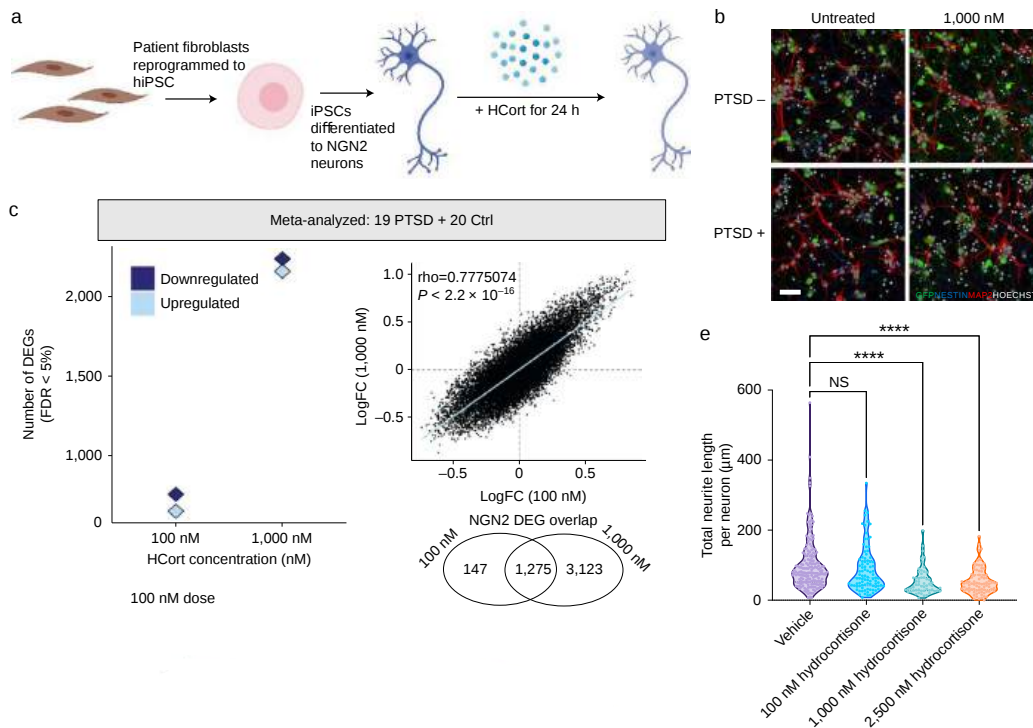 a
Patient fibroblasts
reprogrammed to
hiPSC
iPSCs
differentiated
to NGN2
neurons
+ HCort for 24 h
b
Untreated
1,000 nM
PTSD –
PTSD +
GFPNESTINMAP2HOECHST
c
Meta-analyzed: 19 PTSD + 20 Ctrl
Number of DEGs
(FDR < 5%)
2,000
1,500
1,000
0
Downregulated
Upregulated
100 nM
1,000 nM
HCort concentration (nM)
100 nM dose
LogFC (1,000 nM)
1.0
0.5
0
–0.5
rho=0.7775074
P < 2.2 × 10⁻¹⁶
–0.5
0
0.5
LogFC (100 nM)
NGN2 DEG overlap
100 nM
1,000 nM
147
1,275
3,123
e
Total neurite length
per neuron (µm)
600
400
200
0
NS
****
****
Vehicle
100 nM hydrocortisone
1,000 nM hydrocortisone
2,500 nM hydrocortisone